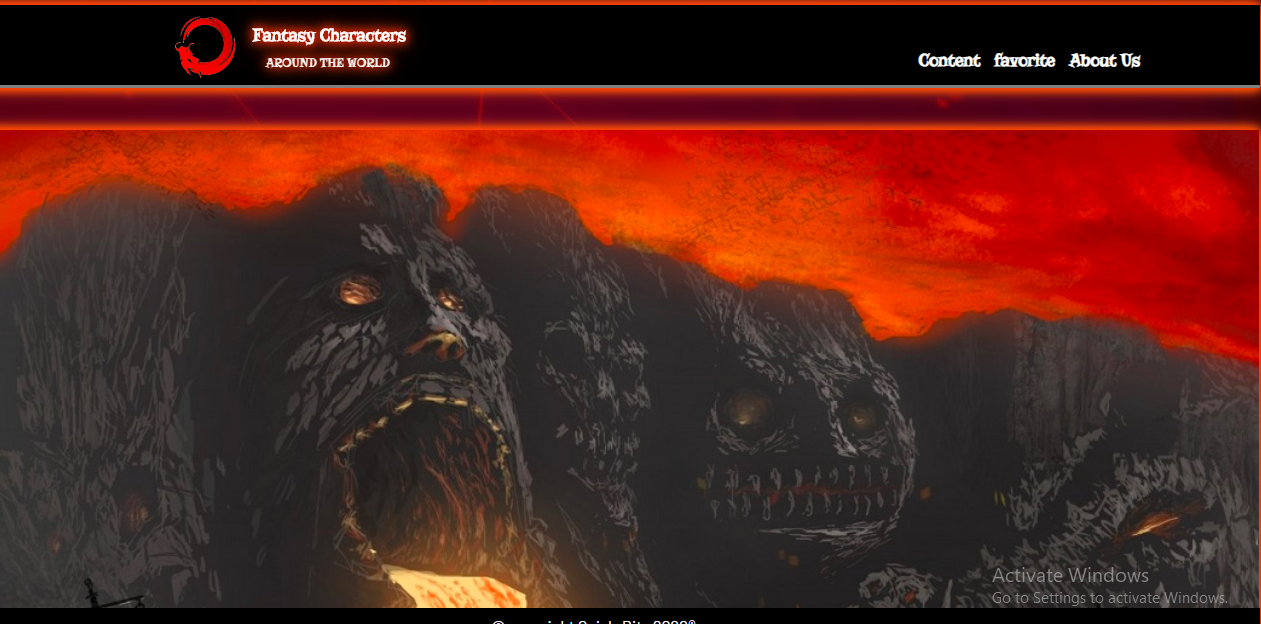 Fantasy Characters
AROUND THE WORLD
Content favorite About Us
Activate Windows
Go to Settings to activate Windows.